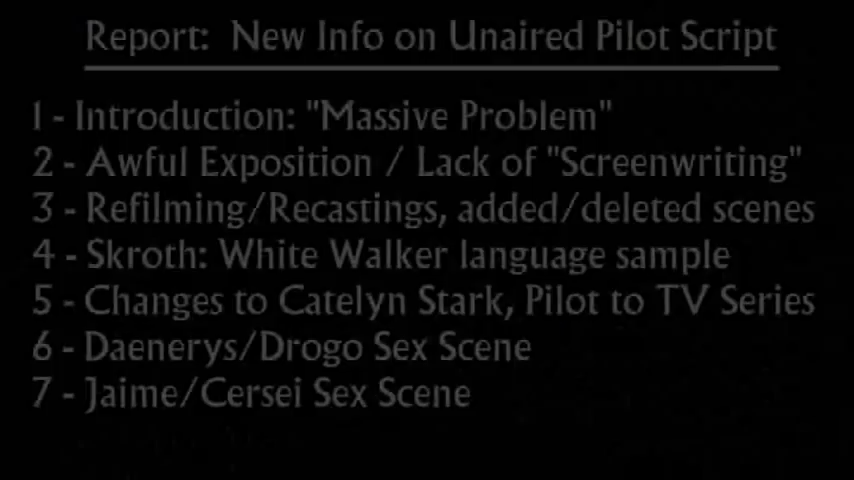 Report: New Info on Unaired Pilot Script
1 - Introduction: "Massive Problem"
2 - Awful Exposition / Lack of "Screenwriting"
3 - Refilming/Recastings, added/deleted scenes
4 - Skroth: White Walker language sample
5 - Changes to Catelyn Stark, Pilot to TV Series
6 - Daenerys/Drogo Sex Scene
7 - Jaime/Cersei Sex Scene